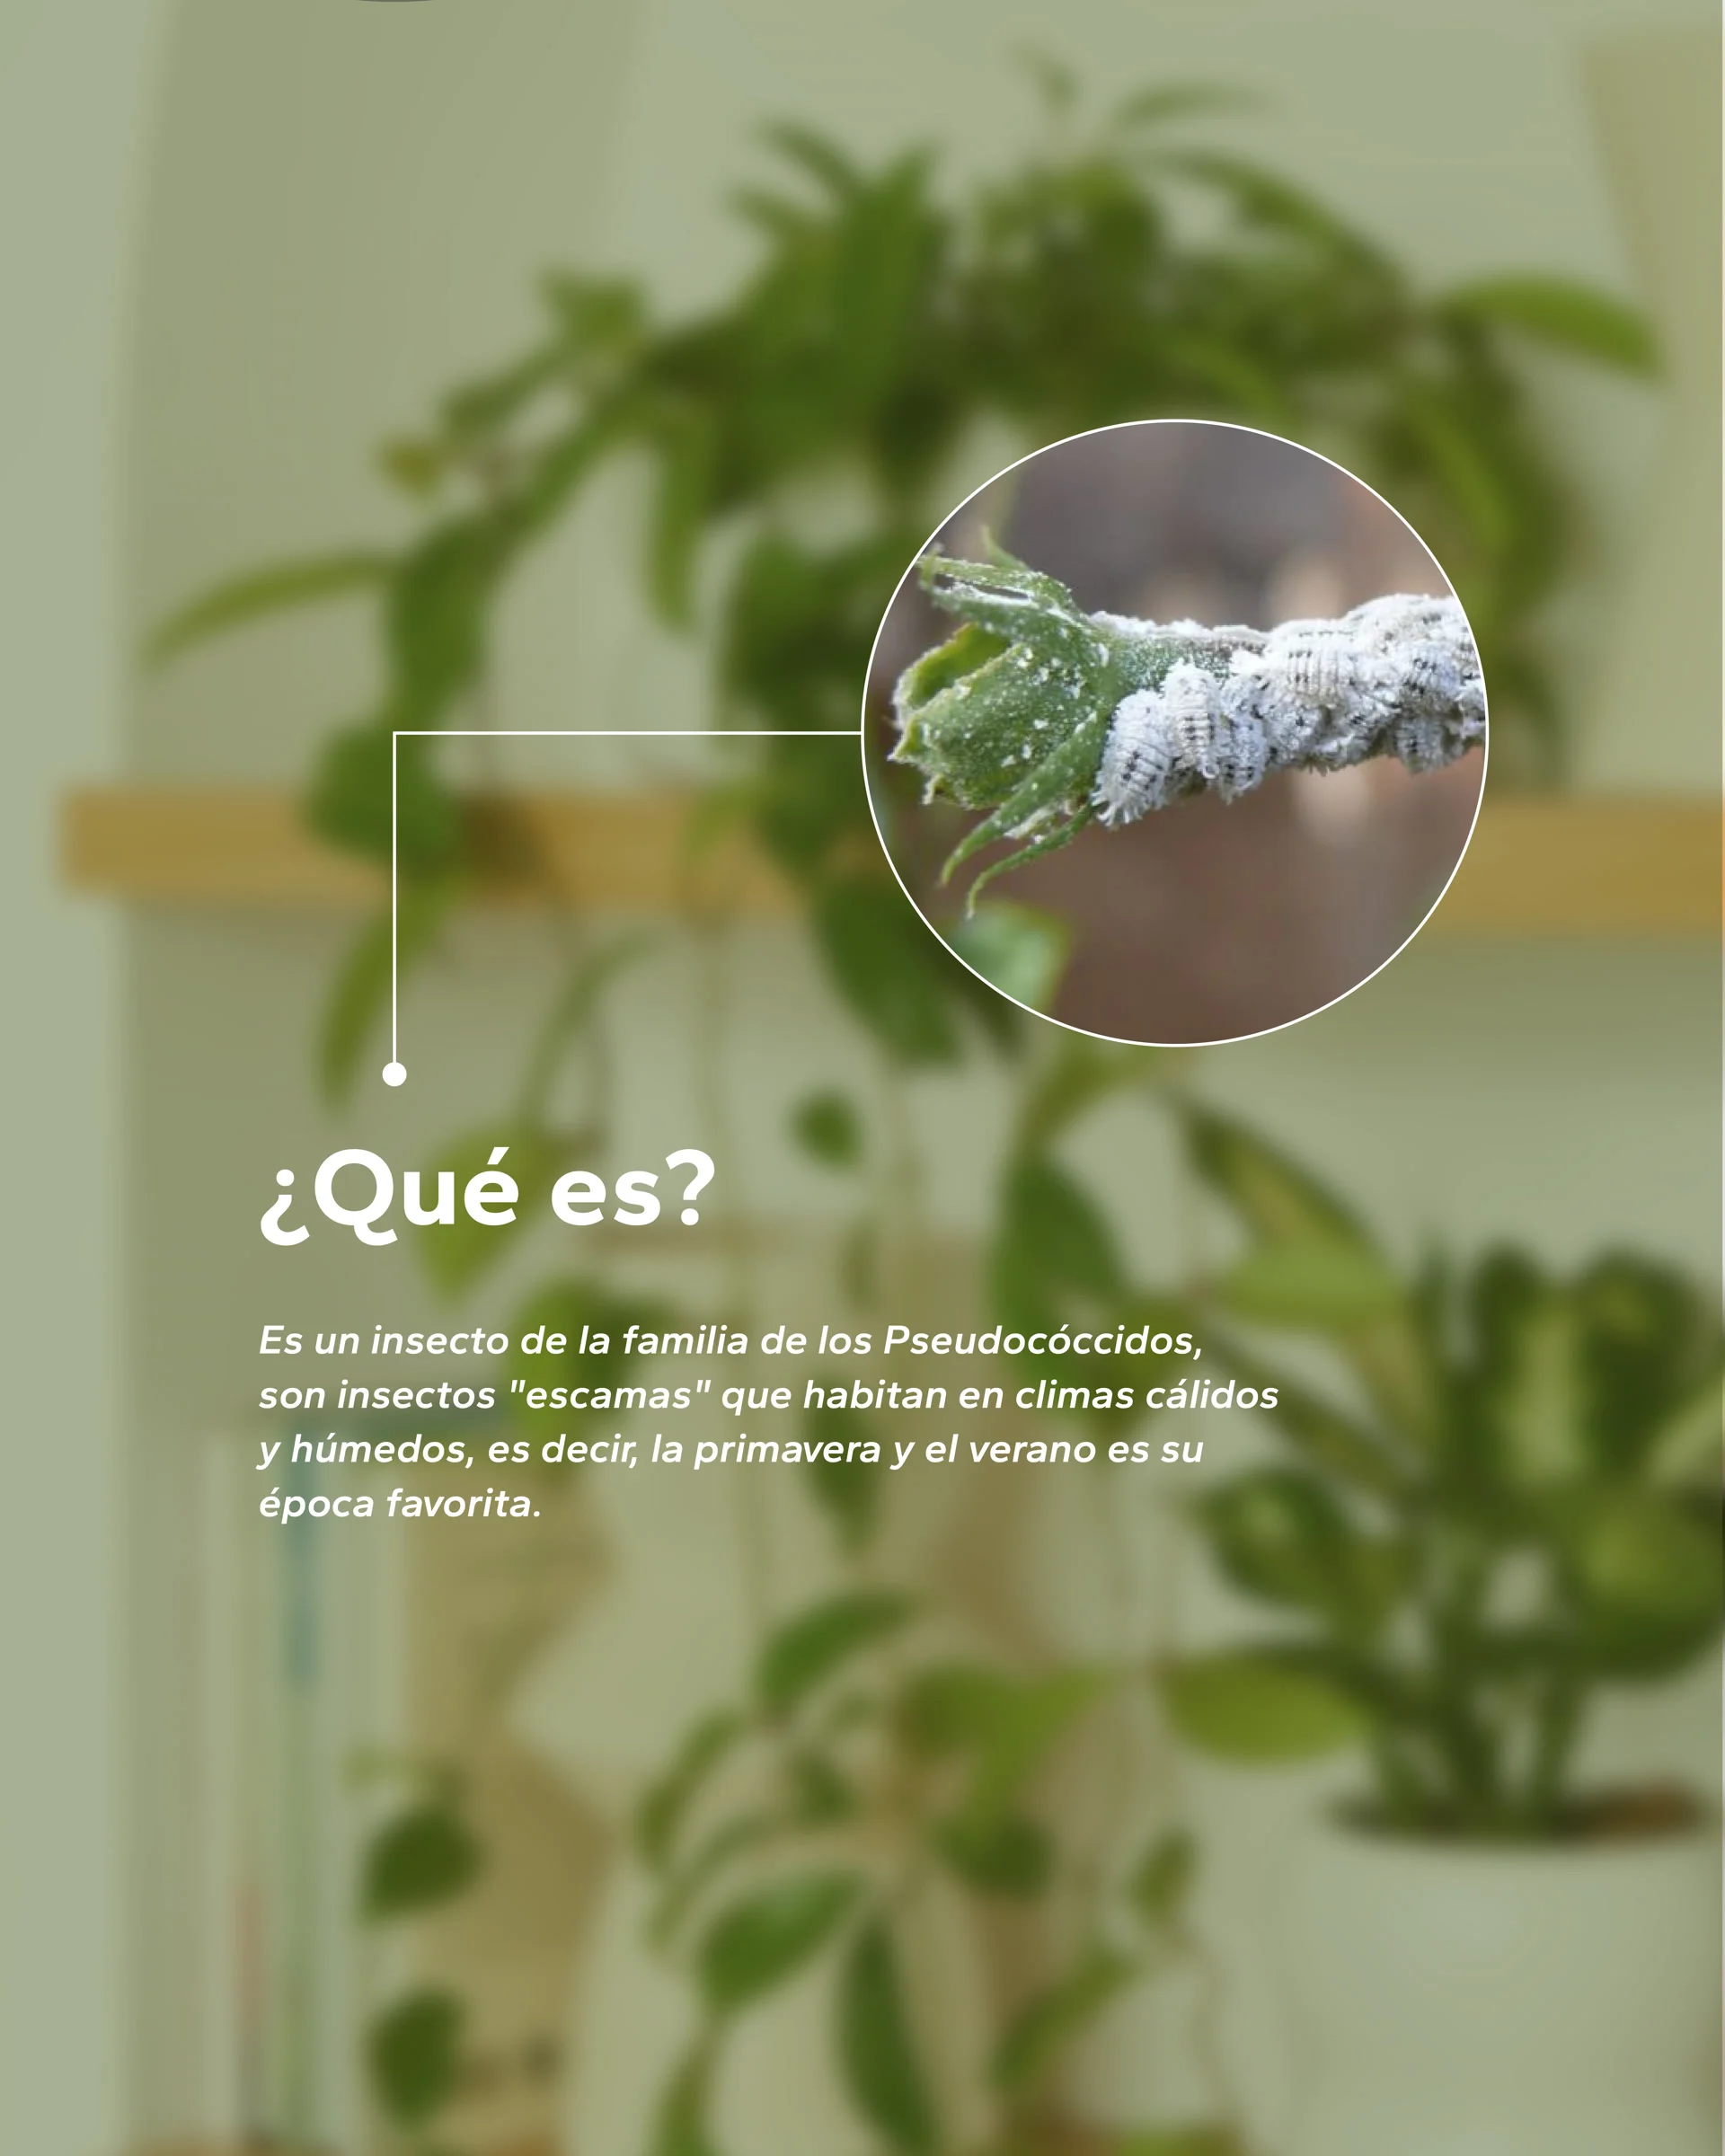 ¿Qué es?
Es un insecto de la familia de los Pseudocóccidos,
son insectos "escamas" que habitan en climas cálidos
y húmedos, es decir, la primavera y el verano es su
época favorita.